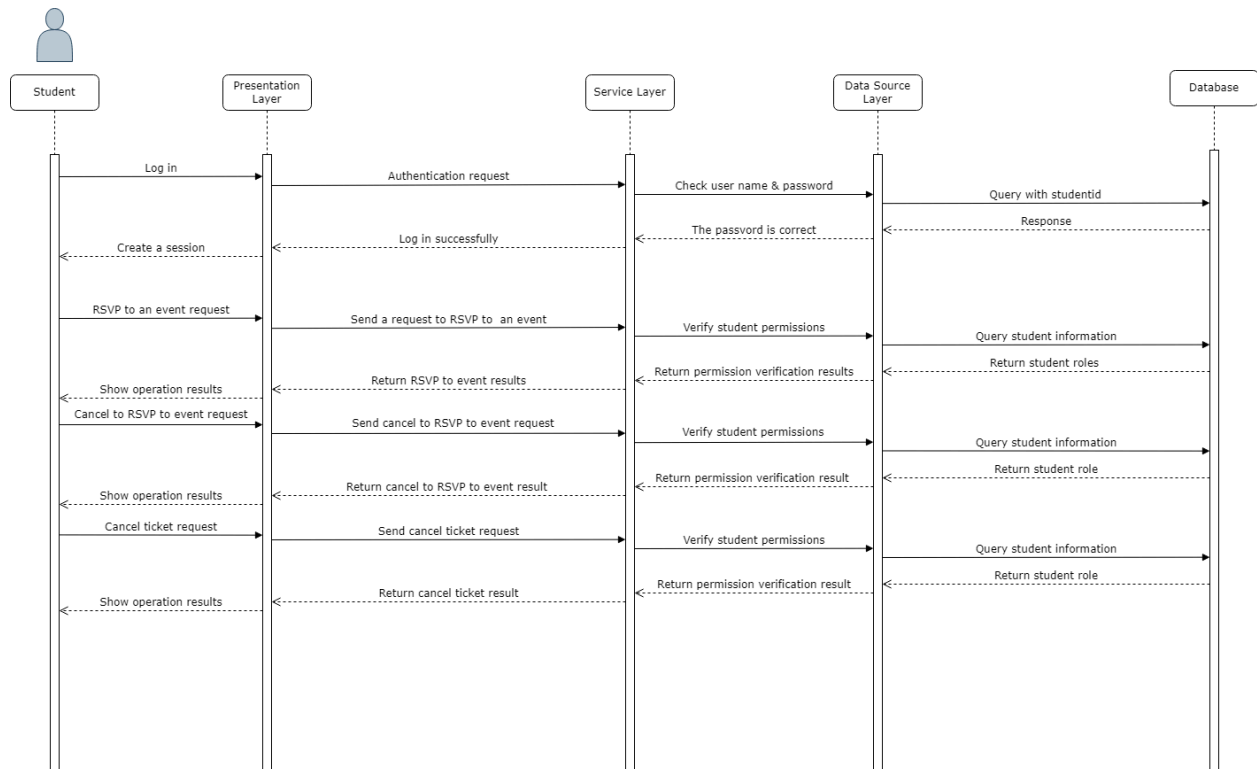 Student
Presentation
Layer
Service Layer
Data Source
Layer
Database
Log in
Authentication request
Check user name & password
Query with studentid
Response
The pasvord is correct
Log in successfully
Create a session
RSVP to an event request
Send a request to RSVP to an event
Verify student permissions
Query student information
Return student roles
Return permission verification results
Return RSVP to event results
Show operation results
Cancel to RSVP to event request
Send cancel to RSVP to event request
Verify student permissions
Query student information
Return student role
Return permission verification result
Return cancel to RSVP to event result
Show operation results
Cancel ticket request
Send cancel ticket request
Verify student permissions
Query student information
Return student role
Return permission verification result
Return cancel ticket result
Show operation results